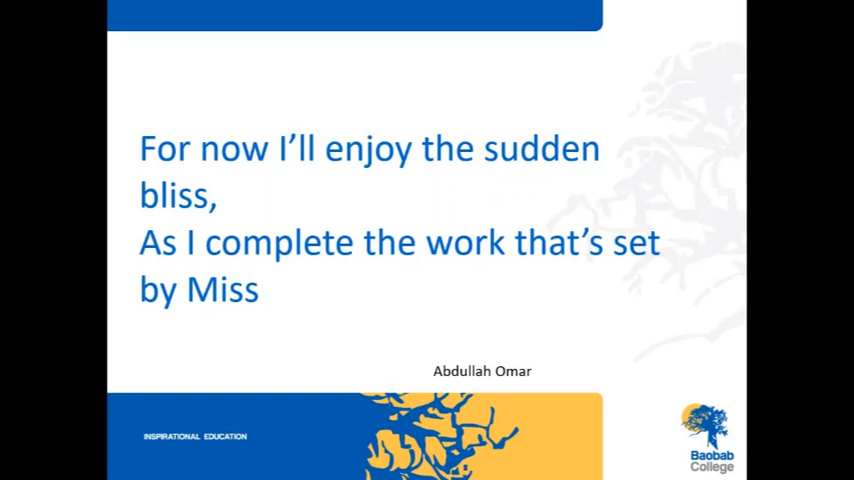 For now I'll enjoy the sudden
bliss,
As I complete the work that's set
by Miss
Abdullah Omar
INSPIRATIONAL EDUCATION
Baobab
College